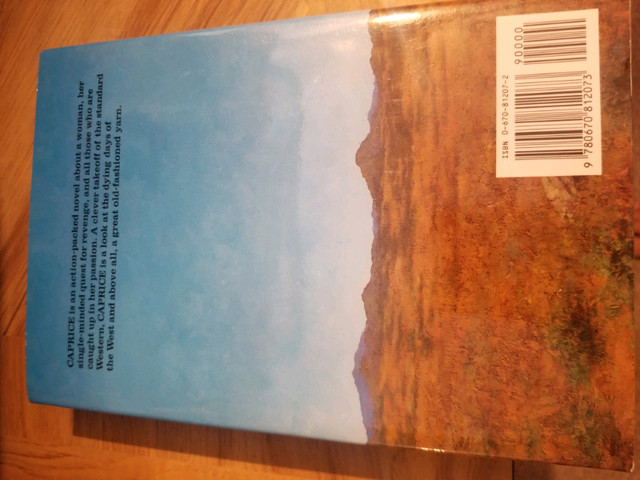 CAPRICE is an action-packed novel about a woman, her
single-minded quest for revenge, and all those who are
caught up in her passion. A clever takeoff of the standard
Western, CAPRICE is a look at the dying days of
the West and above all, a great old-fashioned yarn.
90000
ISBN 0-670-81207-2
9 780670 812073